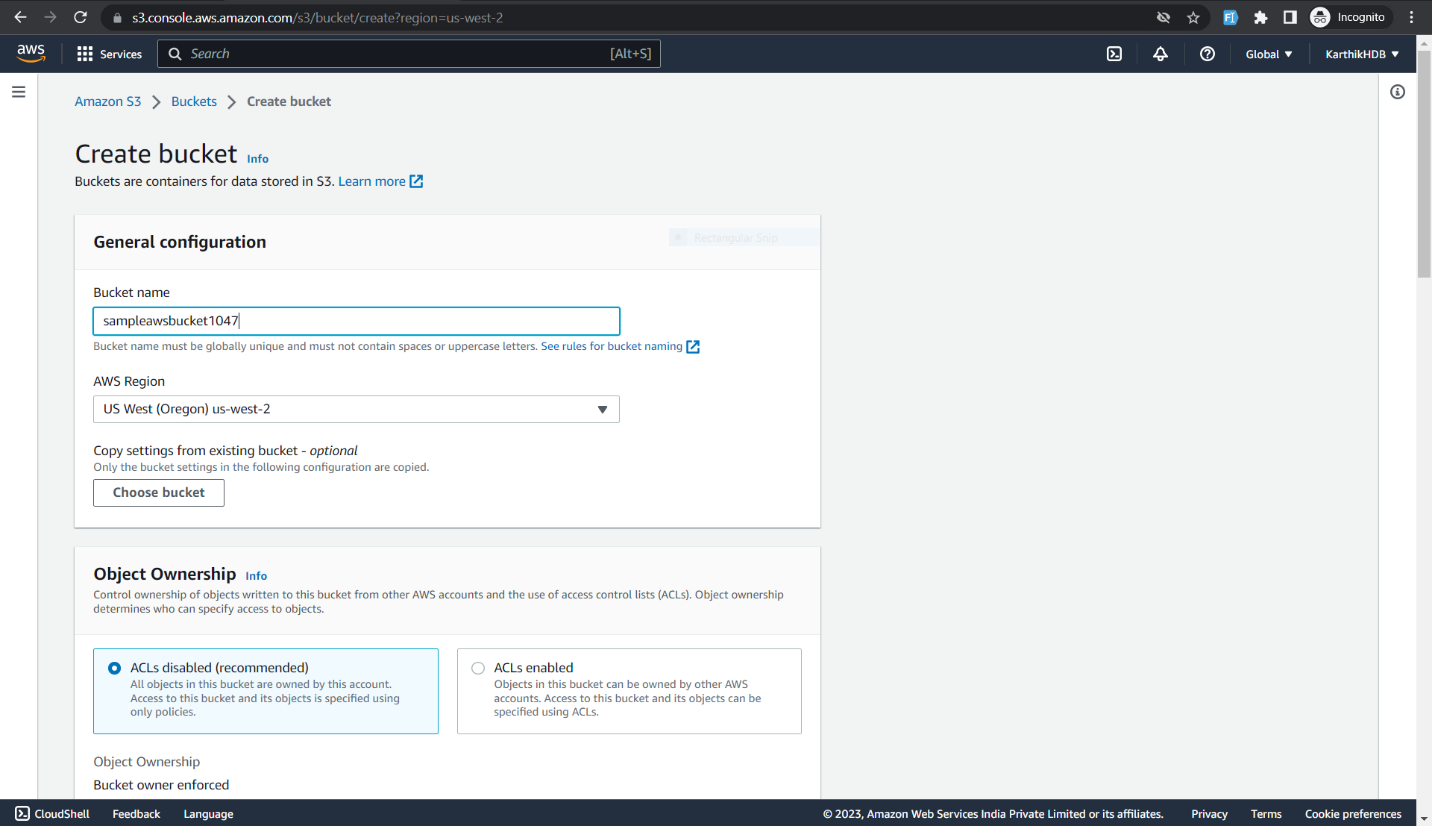 s3.console.aws.amazon.com/s3/bucket/create?region=us-west-2
Incognito
aws
Services
Search
[Alt+S]
Global
KarthikHDB
Amazon S3 > Buckets > Create bucket
Create bucket Info
Buckets are containers for data stored in S3. Learn more
General configuration
Rectangular Snip
Bucket name
sampleawsbucket1047
Bucket name must be globally unique and must not contain spaces or uppercase letters. See rules for bucket naming
AWS Region
US West (Oregon) us-west-2
Copy settings from existing bucket - optional
Only the bucket settings in the following configuration are copied.
Choose bucket
Object Ownership Info
Control ownership of objects written to this bucket from other AWS accounts and the use of access control lists (ACLs). Object ownership
determines who can specify access to objects.
ACLs disabled (recommended)
All objects in this bucket are owned by this account.
Access to this bucket and its objects is specified using
only policies.
ACLs enabled
Objects in this bucket can be owned by other AWS
accounts. Access to this bucket and its objects can be
specified using ACLs.
Object Ownership
Bucket owner enforced
CloudShell
Feedback
Language
© 2023, Amazon Web Services India Private Limited or its affiliates.
Privacy
Terms
Cookie preferences